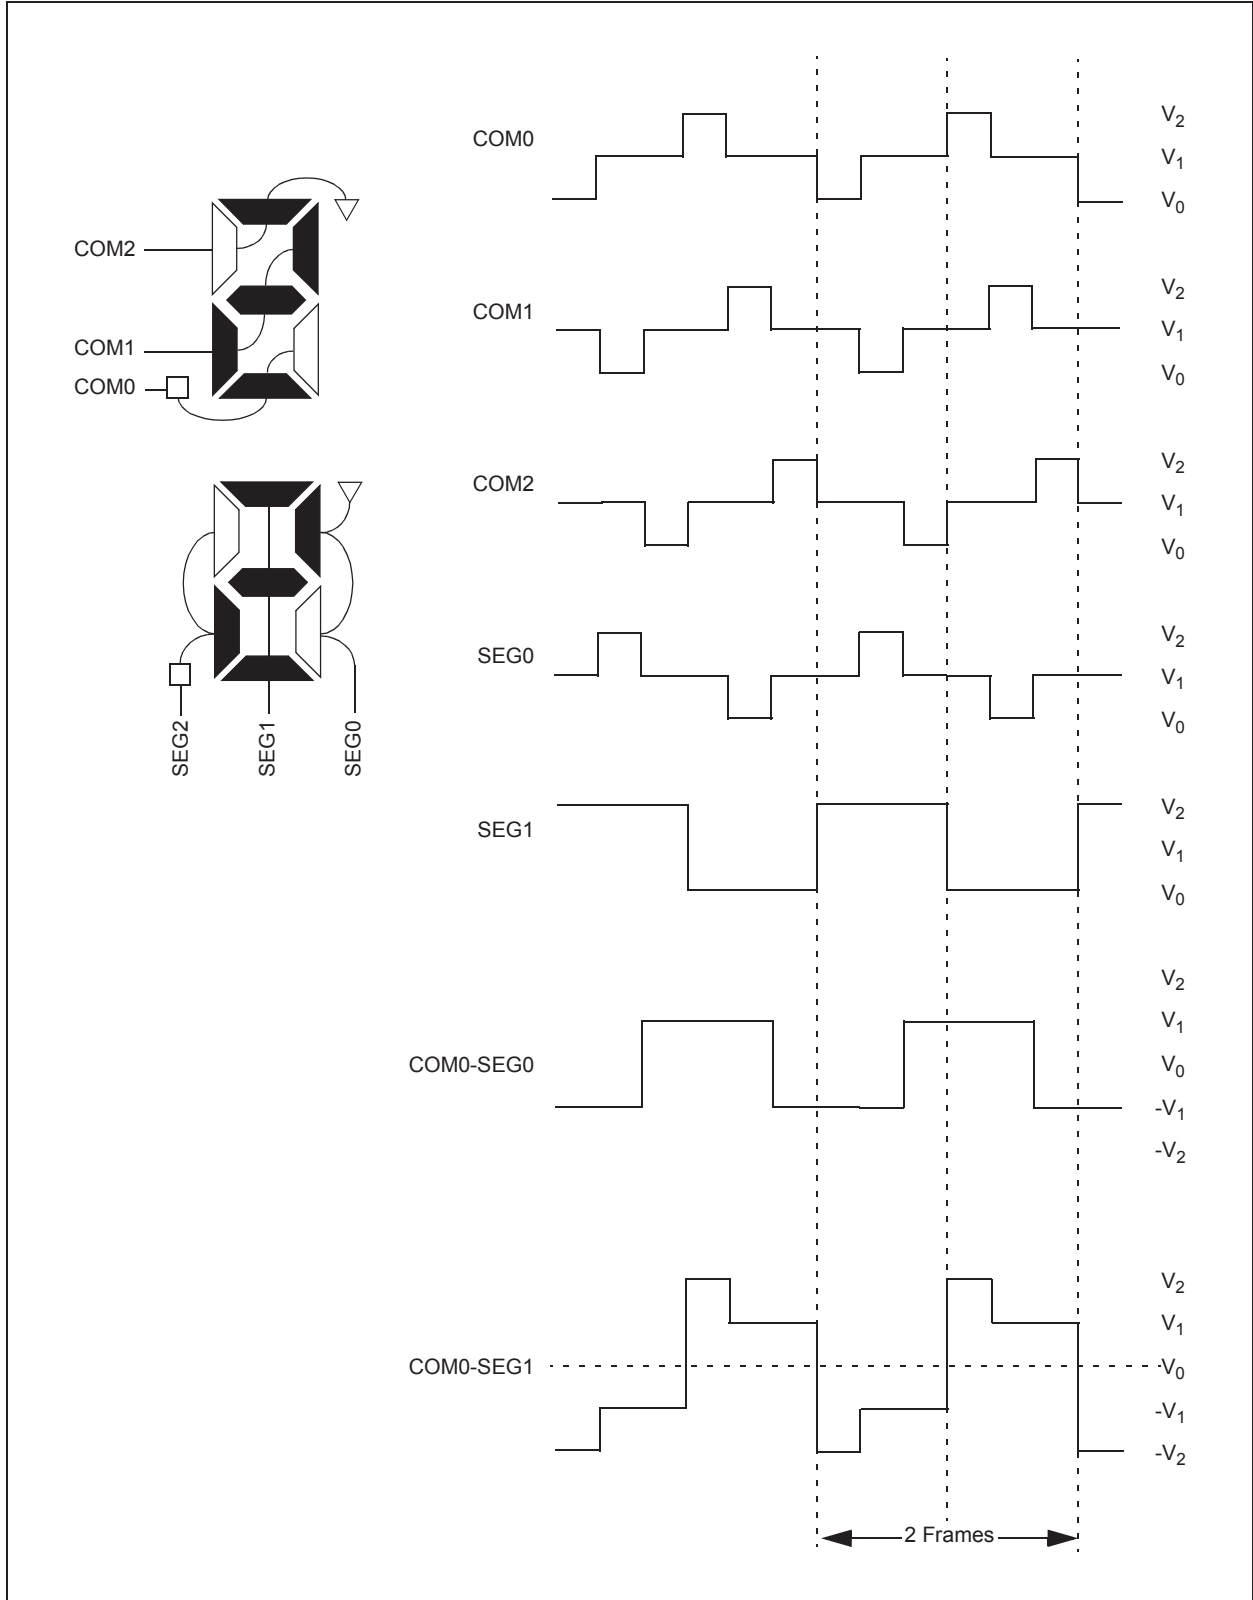 COM0
V2
V1
V0
COM2
COM1
V2
V1
V0
COM1
COM0
COM2
V2
V1
V0
SEG0
V2
V1
V0
SEG2
SEG1
SEG0
SEG1
V2
V1
V0
COM0-SEG0
V2
V1
V0
-V1
-V2
COM0-SEG1
V2
V1
V0
-V1
-V2
2 Frames